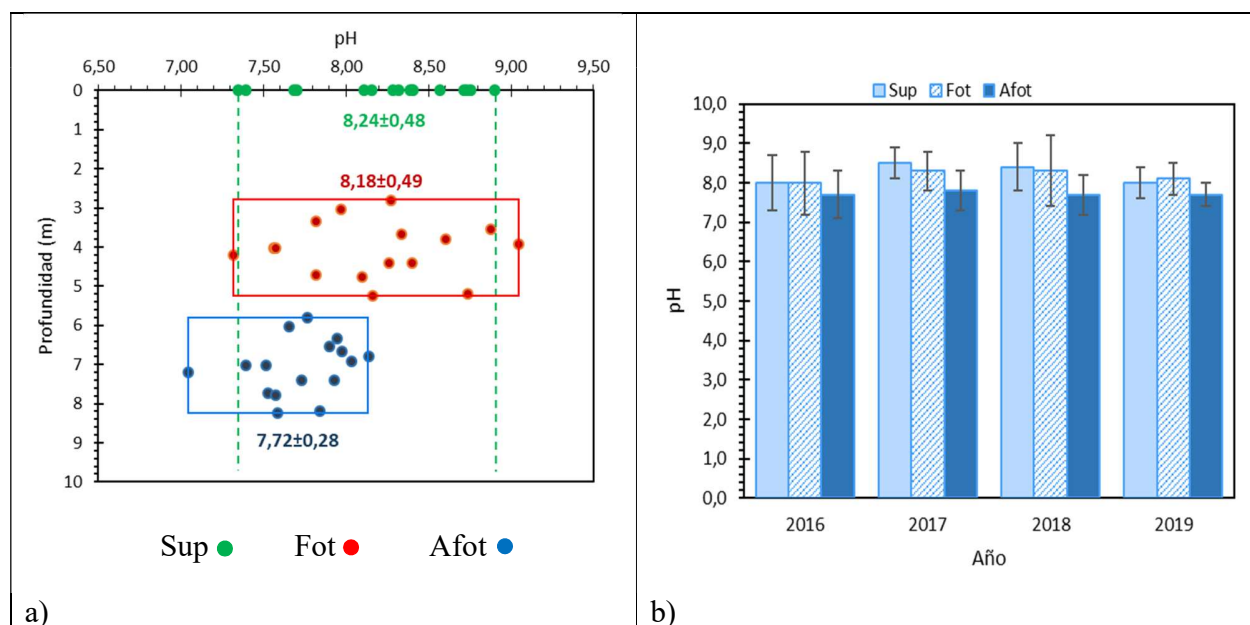 pH
6,50 7,00 7,50 8,00 8,50 9,00 9,50
0
1
2
3
4
5
6
7
8
9
10
Profundidad (m)
8,24±0,48
8,18±0,49
7,72±0,28
Sup Fot Afot
a)
Sup Fot Afot
10,0
9,0
8,0
7,0
6,0
5,0
4,0
3,0
2,0
1,0
0,0
pH
2016 2017 2018 2019
Año
b)